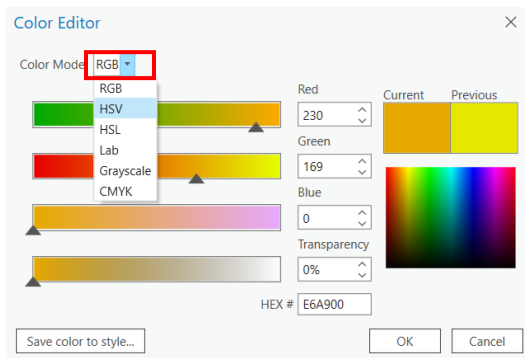 Color Editor
Color Mode RGB
RGB
HSV
HSL
Lab
Grayscale
CMYK
Red
230
Green
169
Blue
0
Transparency
0%
HEX # E6A900
Current Previous
Save color to style...
OK
Cancel